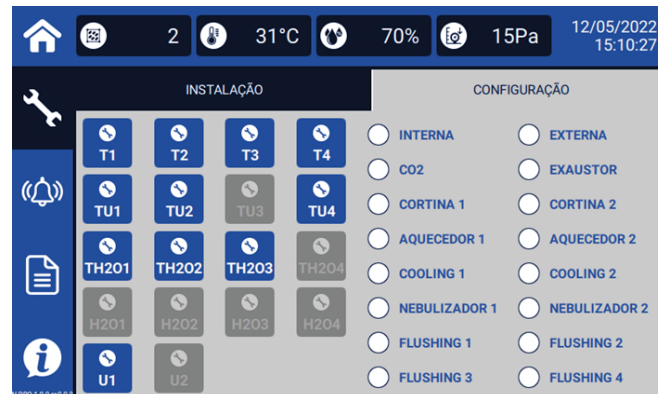 2 31°C 70% 15Pa 12/05/2022
15:10:27
INSTALAÇÃO CONFIGURAÇÃO
T1 T2 T3 T4
TU1 TU2 TU3 TU4
TH2O1 TH2O2 TH2O3 TH2O4
H2O1 H2O2 H2O3 H2O4
U1 U2
INTERNA EXTERNA
CO2 EXAUSTOR
CORTINA 1 CORTINA 2
AQUECEDOR 1 AQUECEDOR 2
COOLING 1 COOLING 2
NEBULIZADOR 1 NEBULIZADOR 2
FLUSHING 1 FLUSHING 2
FLUSHING 3 FLUSHING 4